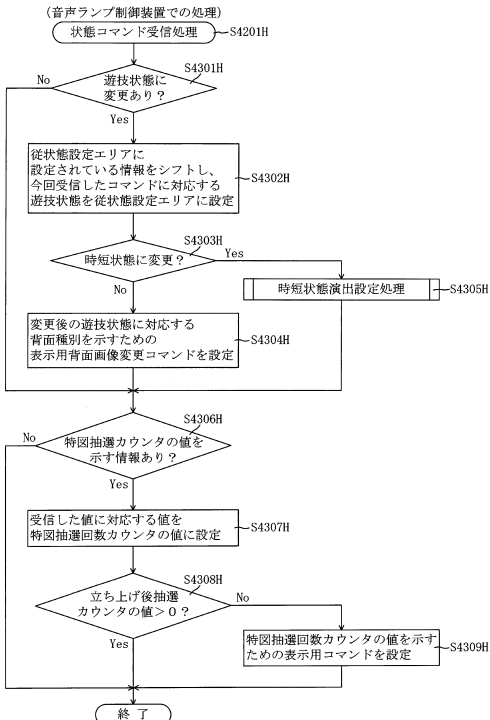 （音声ランプ制御装置での処理）
状態コマンド受信処理
S4201H
S4301H
遊技状態に
変更あり？
No
Yes
従状態設定エリアに
設定されている情報をシフトし、
今回受信したコマンドに対応する
遊技状態を従状態設定エリアに設定
S4302H
S4303H
時短状態に変更？
Yes
No
時短状態演出設定処理
S4305H
変更後の遊技状態に対応する
背面種別を示すための
表示用背面画像変更コマンドを設定
S4304H
S4306H
特図抽選カウンタの値を
示す情報あり？
No
Yes
受信した値に対応する値を
特図抽選回数カウンタの値に設定
S4307H
S4308H
立ち上げ後抽選
カウンタの値＞０？
No
Yes
特図抽選回数カウンタの値を示す
ための表示用コマンドを設定
S4309H
終了